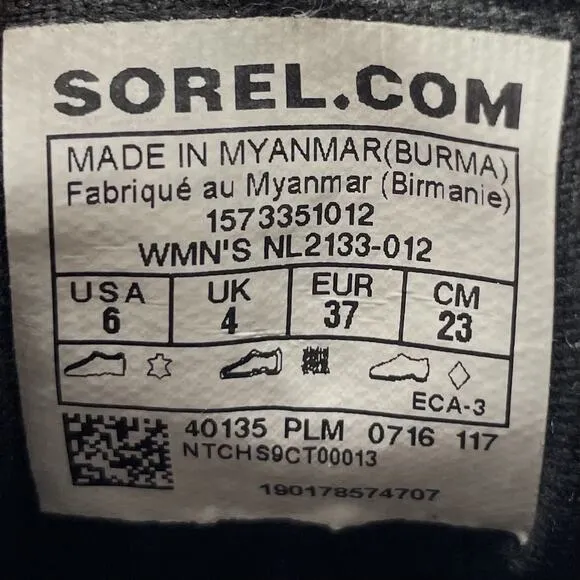 SOREL.COM
MADE IN MYANMAR(BURMA)
Fabriqué au Myanmar (Birmanie)
1573351012
WMN'S NL2133-012
USA UK EUR CM
6 4 37 23
ECA-3
40135 PLM 0716 117
NTCHS9CT00013
190178574707